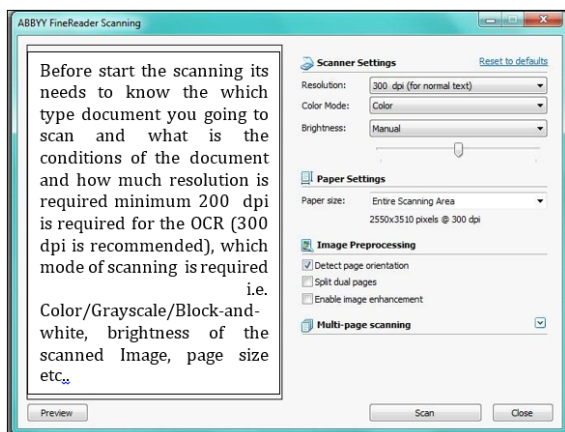 ABBYY FineReader Scanning
Before start the scanning its
needs to know the which
type document you going to
scan and what is the
conditions of the document
and how much resolution is
required minimum 200 dpi
is required for the OCR (300
dpi is recommended), which
mode of scanning is required
i.e.
Color/Grayscale/Block-and-
white, brightness of the
scanned Image, page size
etc..
Preview
Scanner Settings
Reset to defaults
Resolution: 300 dpi (for normal text)
Color Mode: Color
Brightness: Manual
Paper Settings
Paper size: Entire Scanning Area
2550x3510 pixels @ 300 dpi
Image Preprocessing
Detect page orientation
Split dual pages
Enable image enhancement
Multi-page scanning
Scan
Close